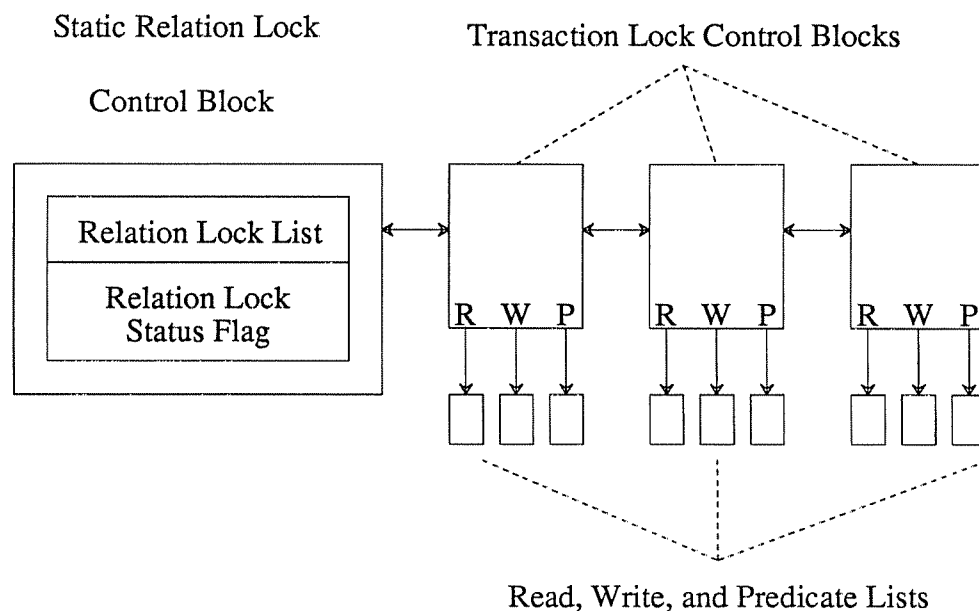 Static Relation Lock
Control Block
Transaction Lock Control Blocks
Relation Lock List
Relation Lock
Status Flag
R W P
R W P
R W P
Read, Write, and Predicate Lists